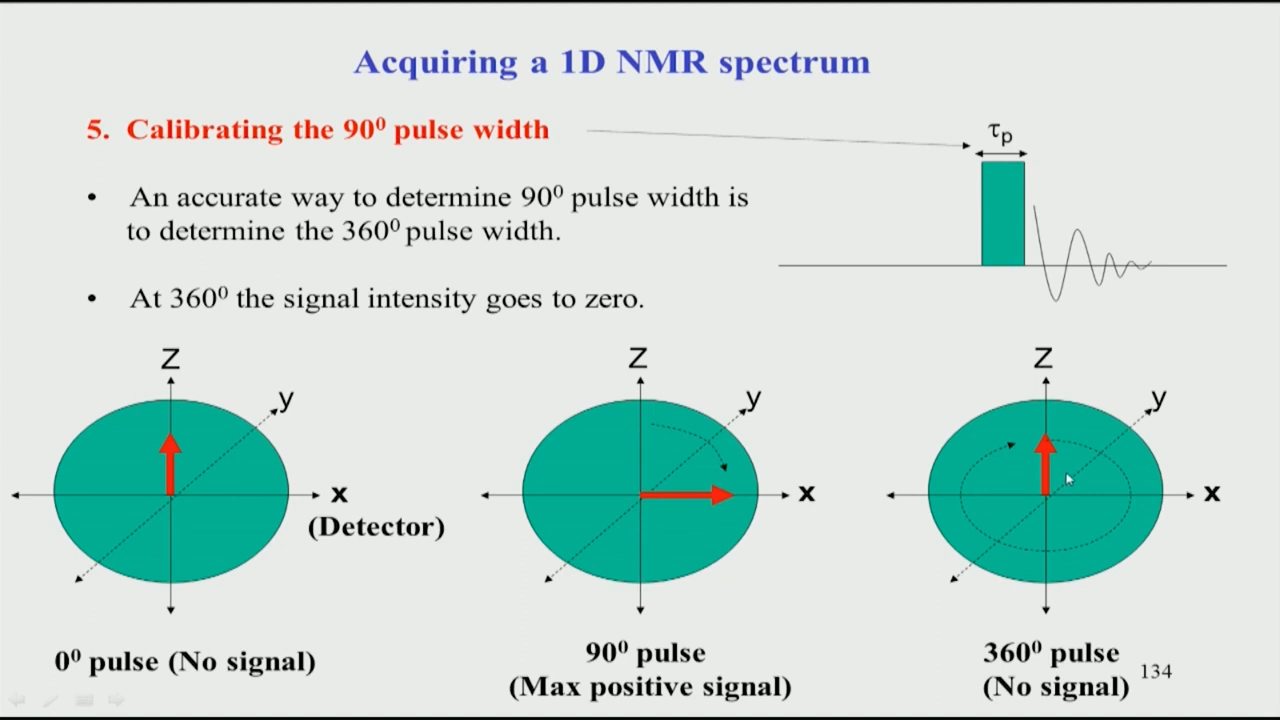 Acquiring a 1D NMR spectrum
5. Calibrating the 90⁰ pulse width
τp
• An accurate way to determine 90⁰ pulse width is
to determine the 360⁰ pulse width.
• At 360⁰ the signal intensity goes to zero.
Z
y
x
(Detector)
0⁰ pulse (No signal)
Z
y
x
90⁰ pulse
(Max positive signal)
Z
y
x
360⁰ pulse
(No signal)
134